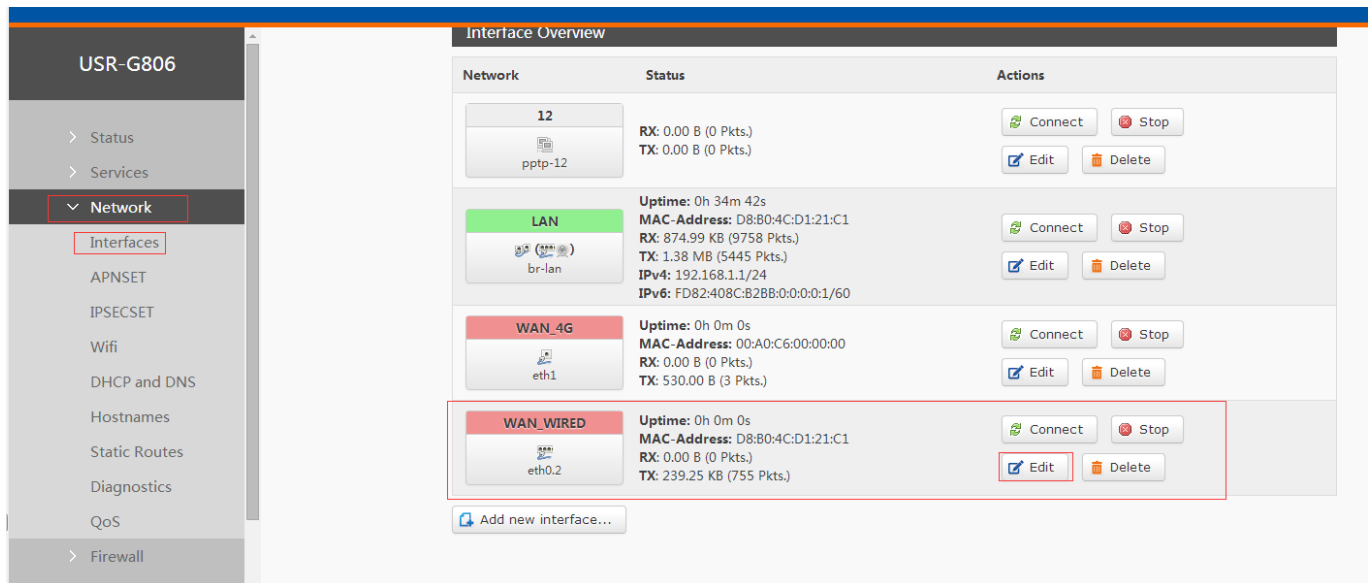 USR-G806
Status
Services
Network
Interfaces
APNSET
IPSECSET
Wifi
DHCP and DNS
Hostnames
Static Routes
Diagnostics
QoS
Firewall
Interface Overview
Network Status Actions
12
pptp-12
RX: 0.00 B (0 Pkts.)
TX: 0.00 B (0 Pkts.)
Connect Stop
Edit Delete
LAN
br-lan
Uptime: 0h 34m 42s
MAC-Address: D8:B0:4C:D1:21:C1
RX: 874.99 KB (9758 Pkts.)
TX: 1.38 MB (5445 Pkts.)
IPv4: 192.168.1.1/24
IPv6: FD82:408C:B2BB:0:0:0:0:1/60
Connect Stop
Edit Delete
WAN_4G
eth1
Uptime: 0h 0m 0s
MAC-Address: 00:A0:C6:00:00:00
RX: 0.00 B (0 Pkts.)
TX: 530.00 B (3 Pkts.)
Connect Stop
Edit Delete
WAN_WIRED
eth0.2
Uptime: 0h 0m 0s
MAC-Address: D8:B0:4C:D1:21:C1
RX: 0.00 B (0 Pkts.)
TX: 239.25 KB (755 Pkts.)
Connect Stop
Edit Delete
Add new interface...